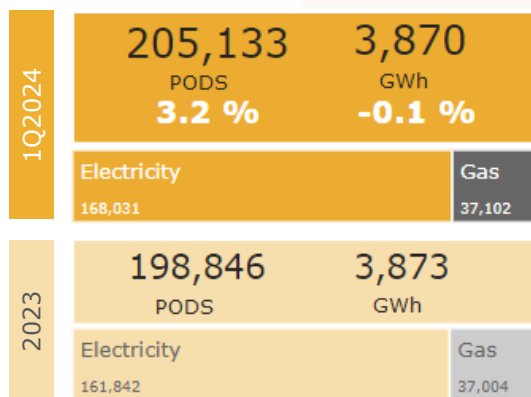 1Q2024
205,133
PODS
3.2 %
3,870
GWh
-0.1 %
Electricity
168,031
Gas
37,102
2023
198,846
PODS
3,873
GWh
Electricity
161,842
Gas
37,004